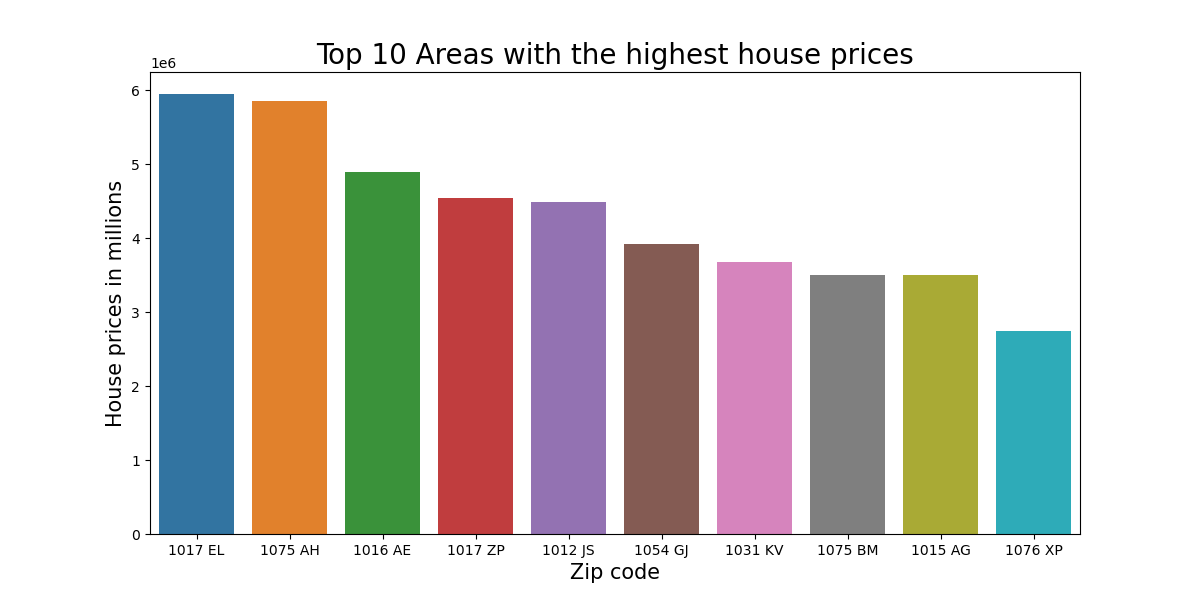 Top 10 Areas with the highest house prices
1e6
6
5
4
3
2
1
0
House prices in millions
1017 EL 1075 AH 1016 AE 1017 ZP 1012 JS 1054 GJ 1031 KV 1075 BM 1015 AG 1076 XP
Zip code